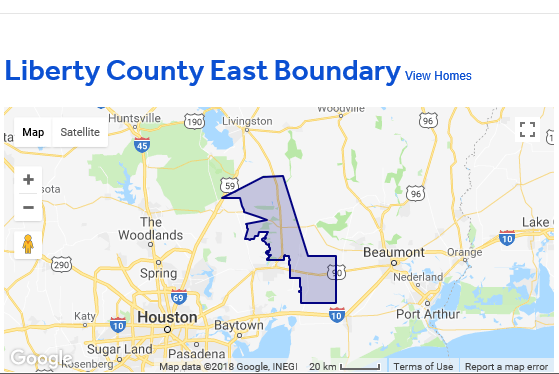 Liberty County East Boundary View Homes
Map Satellite
Huntsville
190
Livingston
Woodville
96
45
59
96
The Woodlands
290
Spring
69
Beaumont
Orange
Lake
10
90
Nederland
Katy
10
Houston
Baytown
10
Port Arthur
Sugar Land
Pasadena
Rosenberg
Google
Map data ©2018 Google, INEGI 20 km Terms of Use Report a map error